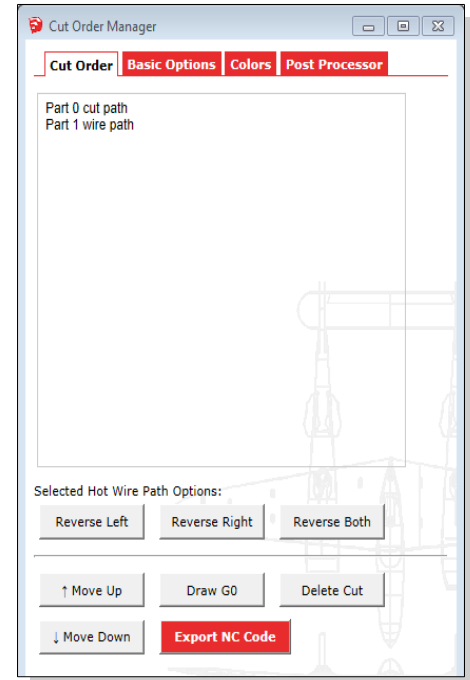 Cut Order Manager
Cut Order Basic Options Colors Post Processor
Part 0 cut path
Part 1 wire path
Selected Hot Wire Path Options:
Reverse Left Reverse Right Reverse Both
↑ Move Up Draw G0 Delete Cut
↓ Move Down Export NC Code